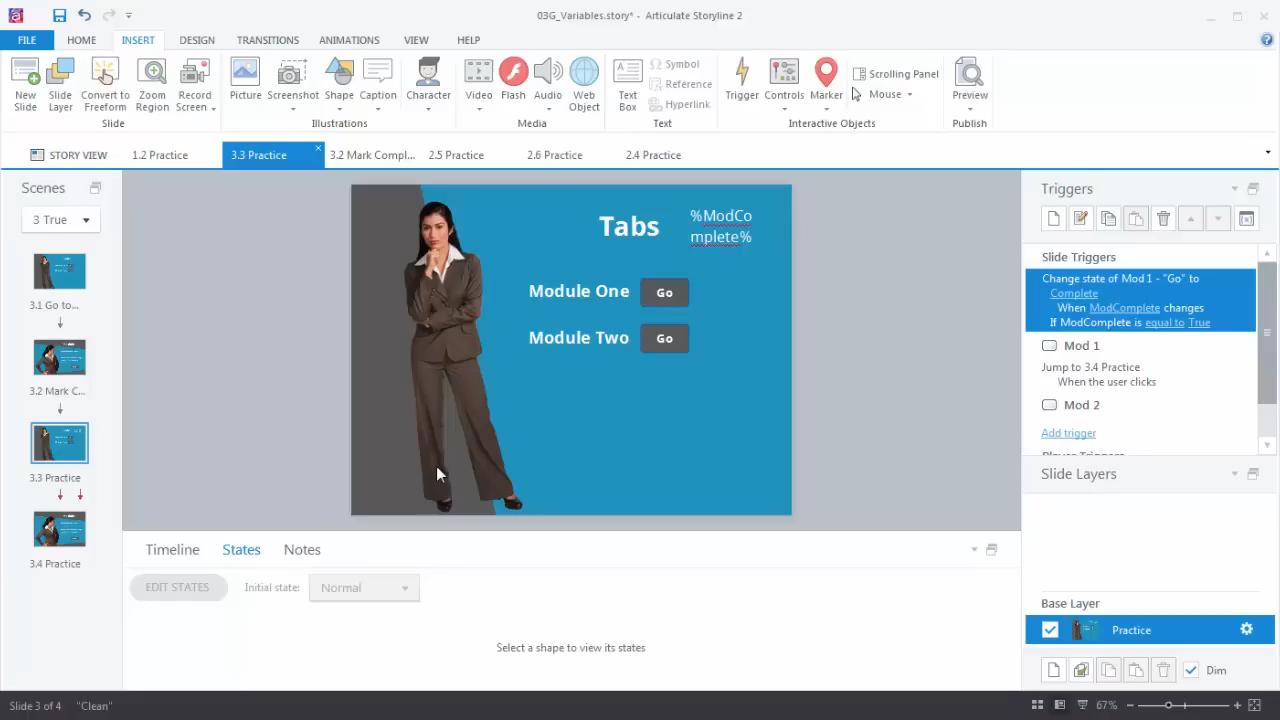 03G_Variables.story* - Articulate Storyline 2
FILE HOME INSERT DESIGN TRANSITIONS ANIMATIONS VIEW HELP
New Slide
Slide Layer
Convert to Freeform
Zoom Region
Record Screen
Slide
Picture
Screenshot
Shape
Caption
Character
Illustrations
Video
Flash
Audio
Web Object
Media
Text Box
Symbol
Reference
Hyperlink
Text
Trigger
Controls
Marker
Scrolling Panel
Mouse
Interactive Objects
Preview
Publish
STORY VIEW 1.2 Practice 3.3 Practice 3.2 Mark Compl... 2.5 Practice 2.6 Practice 2.4 Practice
Scenes
3 True
3.1 Go to...
3.2 Mark C...
3.3 Practice
3.4 Practice
Tabs
%ModCo
mplete%
Module One Go
Module Two Go
Timeline States Notes
EDIT STATES Initial state: Normal
Select a shape to view its states
Triggers
Slide Triggers
Change state of Mod 1 - "Go" to
Complete
When ModComplete changes
If ModComplete is equal to True
Mod 1
Jump to 3.4 Practice
When the user clicks
Mod 2
Add trigger
Player Triggers
Slide Layers
Base Layer
Practice
Dim
Slide 3 of 4 "Clean" 67%